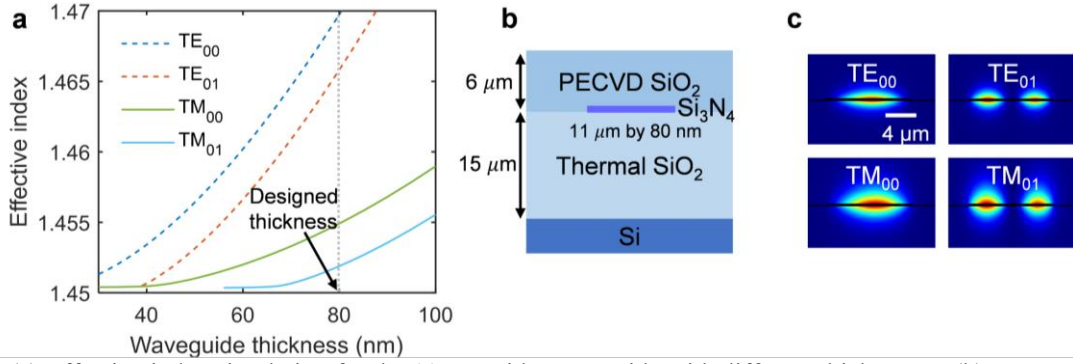 a
1.47
1.465
1.46
1.455
1.45
Effective index
TE00
TE01
TM00
TM01
Designed
thickness
40
60
80
100
Waveguide thickness (nm)
b
6 μm
PECVD SiO2
Si3N4
11 μm by 80 nm
15 μm
Thermal SiO2
Si
c
TE00
TE01
4 μm
TM00
TM01